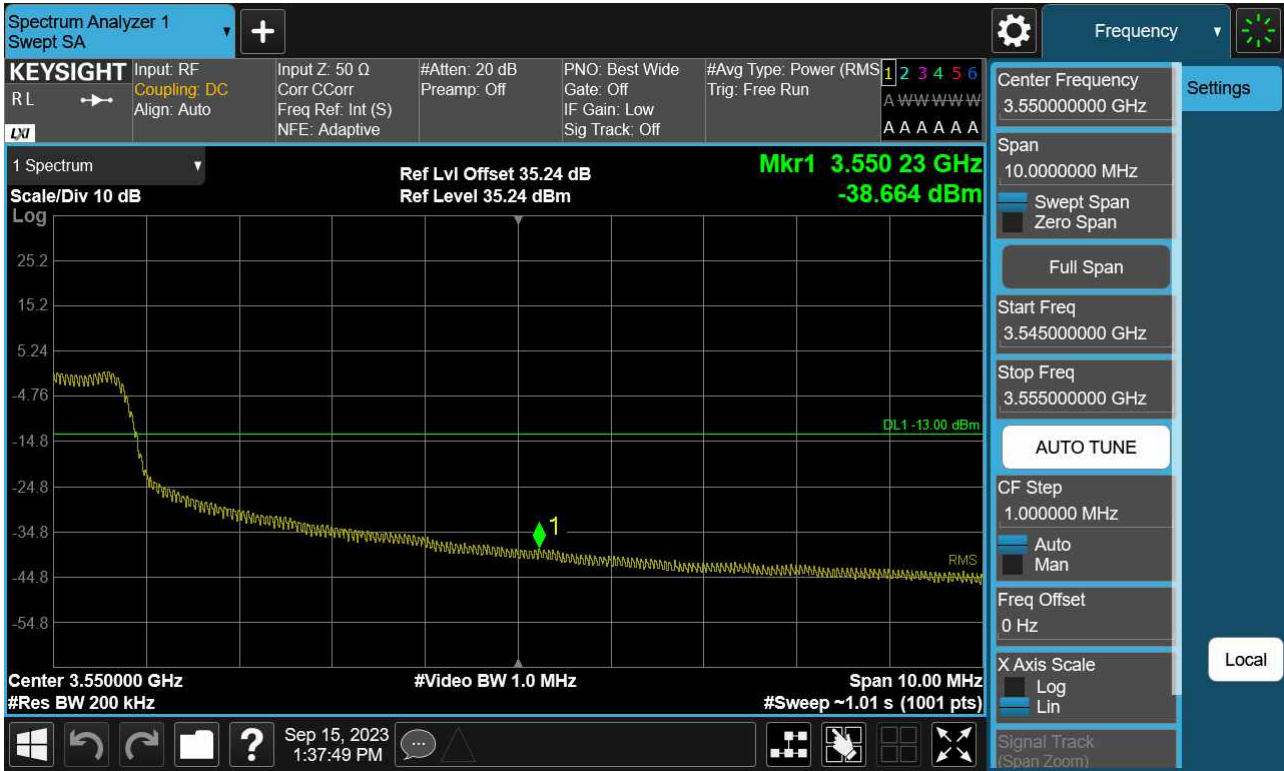 Spectrum Analyzer 1
Swept SA
Frequency
KEYSIGHT
R L
LXI
Input: RF
Coupling: DC
Align: Auto
Input Z: 50 Ω
Corr CCorr
Freq Ref: Int (S)
NFE: Adaptive
#Atten: 20 dB
Preamp: Off
PNO: Best Wide
Gate: Off
IF Gain: Low
Sig Track: Off
#Avg Type: Power (RMS
Trig: Free Run
1 2 3 4 5 6
A W W W W W
A A A A A A
1 Spectrum
Scale/Div 10 dB
Log
Ref Lvl Offset 35.24 dB
Ref Level 35.24 dBm
Mkr1 3.550 23 GHz
-38.664 dBm
25.2
15.2
5.24
-4.76
-14.8
-24.8
-34.8
-44.8
-54.8
DL1 -13.00 dBm
1
RMS
Center 3.550000 GHz
#Res BW 200 kHz
#Video BW 1.0 MHz
Span 10.00 MHz
#Sweep ~1.01 s (1001 pts)
Center Frequency
3.550000000 GHz
Span
10.0000000 MHz
Swept Span
Zero Span
Full Span
Start Freq
3.545000000 GHz
Stop Freq
3.555000000 GHz
AUTO TUNE
CF Step
1.000000 MHz
Auto
Man
Freq Offset
0 Hz
X Axis Scale
Log
Lin
Signal Track
(Span Zoom)
Settings
Local
?
Sep 15, 2023
1:37:49 PM